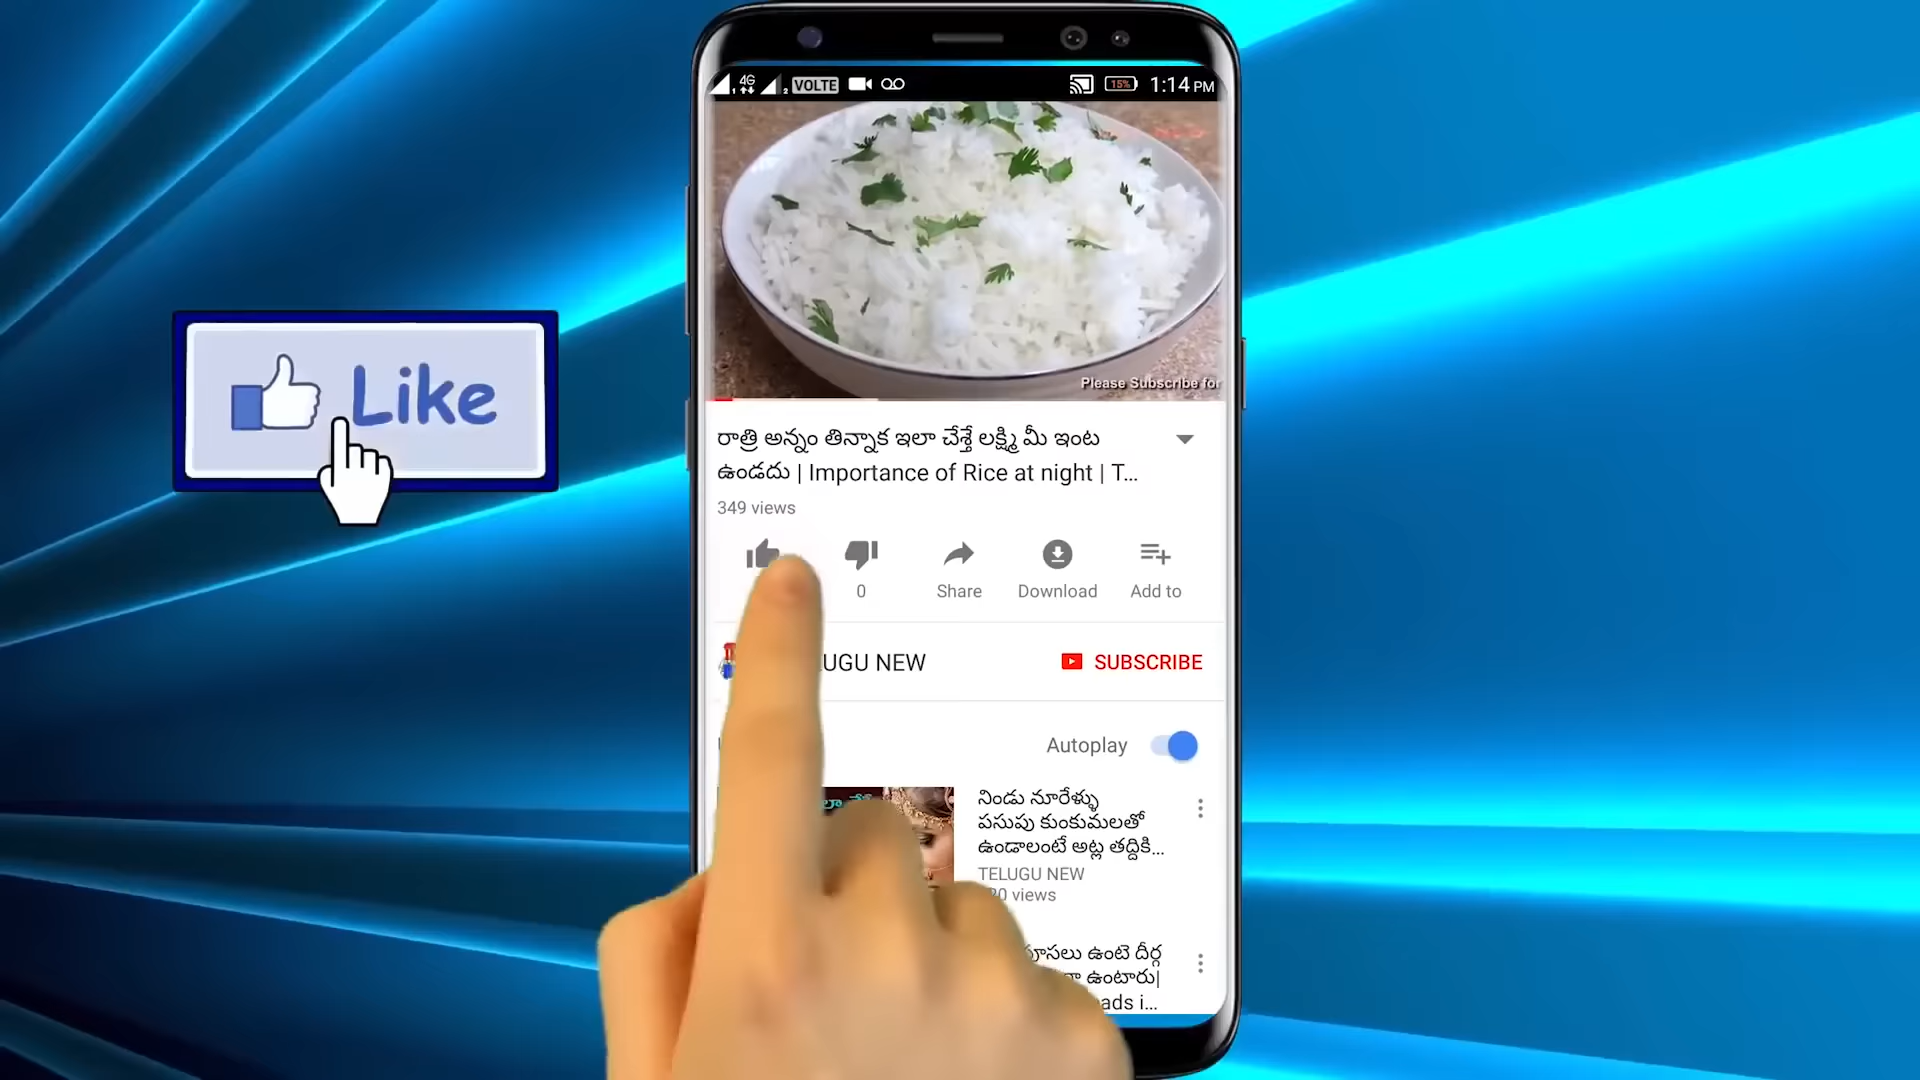 4G
VOLTE
15%
1:14 PM
Please Subscribe for
Like
రాత్రి అన్నం తిన్నాక ఇలా చేస్తే లక్ష్మి మీ ఇంట
ఉండదు | Importance of Rice at night | T...
349 views
0
Share
Download
Add to
UGU NEW
SUBSCRIBE
Autoplay
నిండు నూరేళ్ళు
పసుపు కుంకుమలతో
ఉండాలంటే అట్ల తద్దికి...
TELUGU NEW
views
ఉంటె దీర్ఘ
ఉంటారు|
ads i...